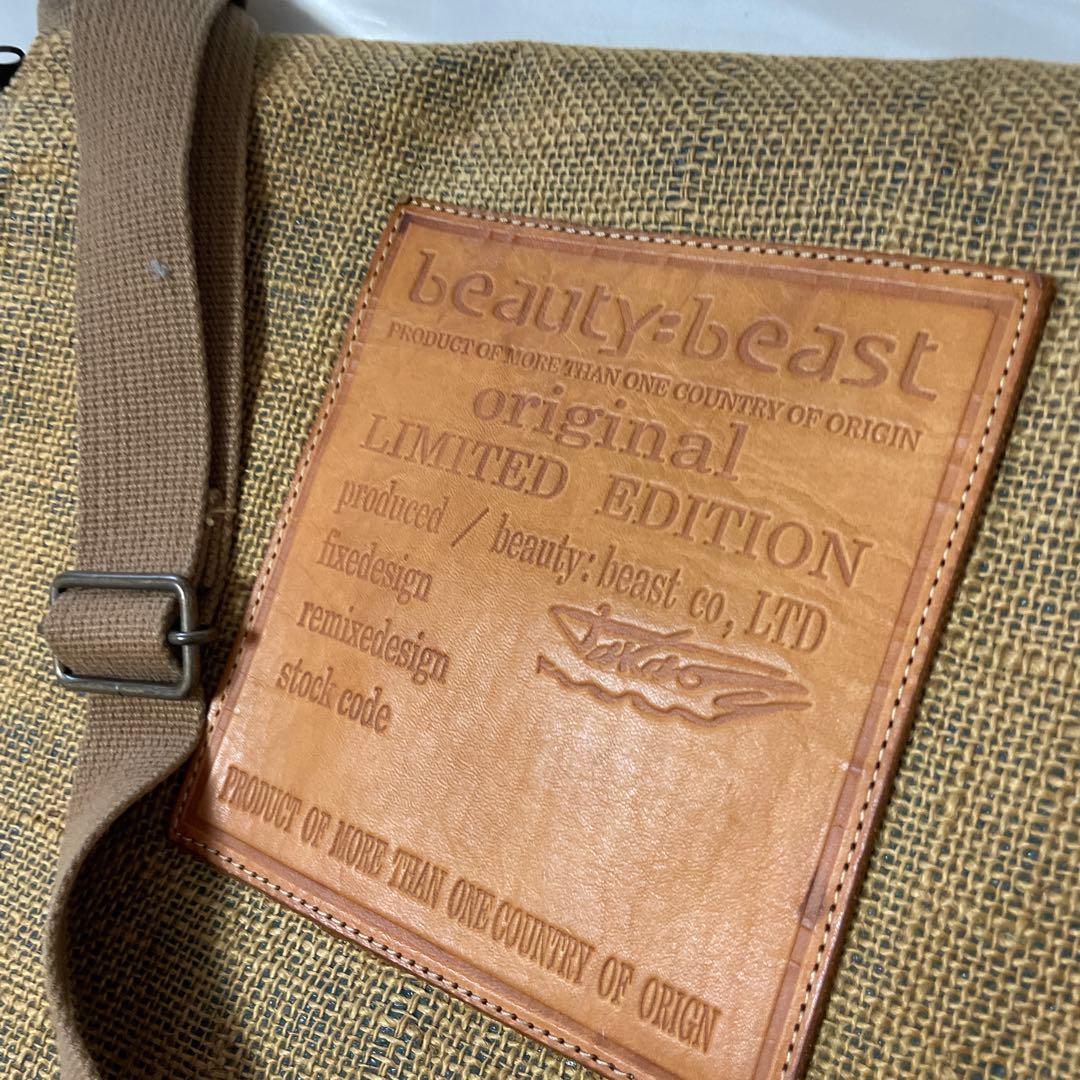 beauty:beast
PRODUCT OF MORE THAN ONE COUNTRY OF ORIGIN
original
LIMITED EDITION
produced / beauty: beast co, LTD
fixedesign
remixedesign
stock code
PRODUCT OF MORE THAN ONE COUNTRY OF ORIGN